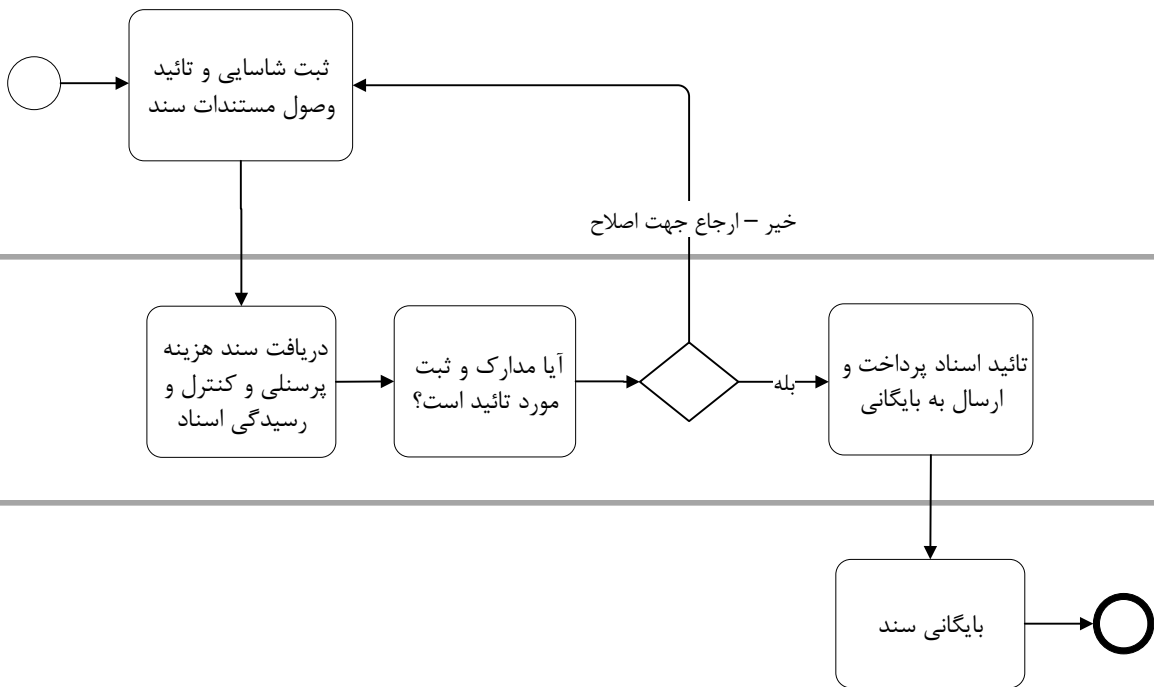 ثبت شاسایی و تائید
وصول مستندات سند
خیر – ارجاع جهت اصلاح
دریافت سند هزینه
پرسنلی و کنترل و
رسیدگی اسناد
آیا مدارک و ثبت
مورد تائید است؟
بله
تائید اسناد پرداخت و
ارسال به بایگانی
بایگانی سند